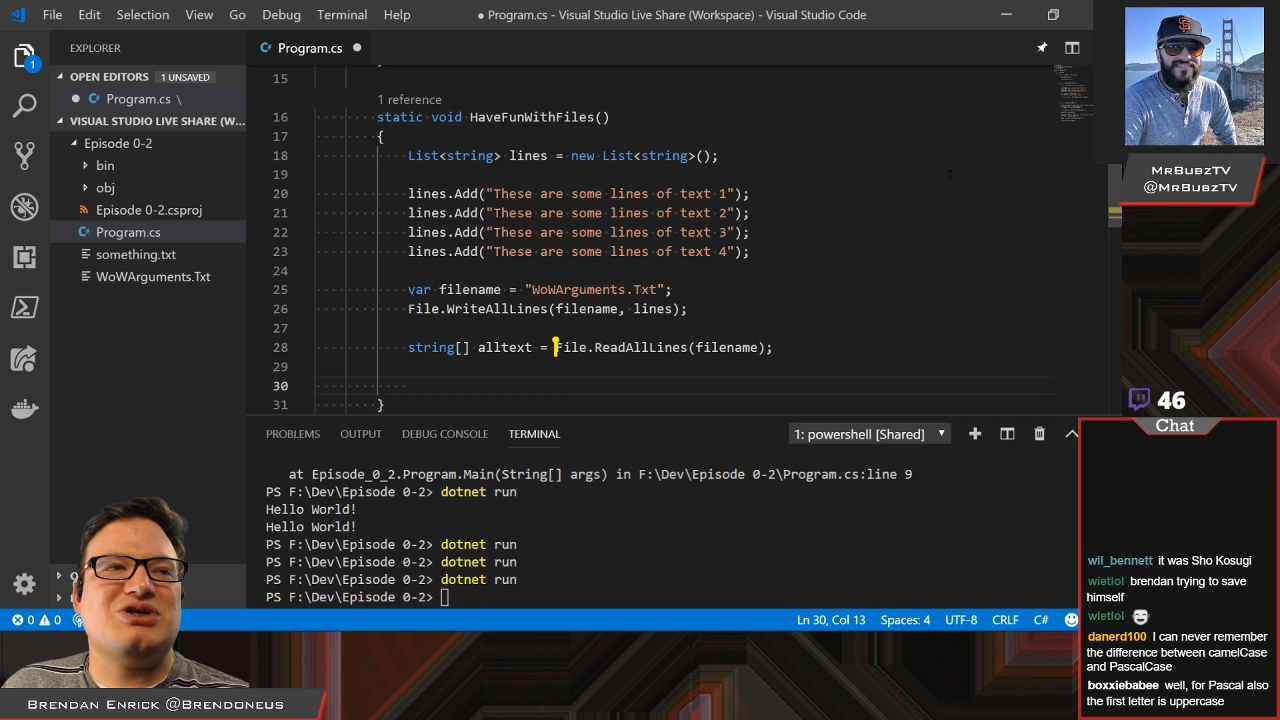 File Edit Selection View Go Debug Terminal Help
● Program.cs - Visual Studio Live Share (Workspace) - Visual Studio Code
EXPLORER
OPEN EDITORS 1 UNSAVED
Program.cs \
VISUAL STUDIO LIVE SHARE (W...
Episode 0-2
bin
obj
Episode 0-2.csproj
Program.cs
something.txt
WoWArguments.Txt
Program.cs
15
1 reference
16 static void HaveFunWithFiles()
17 {
18 List<string> lines = new List<string>();
19
20 lines.Add("These are some lines of text 1");
21 lines.Add("These are some lines of text 2");
22 lines.Add("These are some lines of text 3");
23 lines.Add("These are some lines of text 4");
24
25 var filename = "WoWArguments.Txt";
26 File.WriteAllLines(filename, lines);
27
28 string[] alltext = File.ReadAllLines(filename);
29
30
31 }
PROBLEMS OUTPUT DEBUG CONSOLE TERMINAL
1: powershell [Shared]
at Episode_0_2.Program.Main(String[] args) in F:\Dev\Episode 0-2\Program.cs:line 9
PS F:\Dev\Episode 0-2> dotnet run
Hello World!
Hello World!
PS F:\Dev\Episode 0-2> dotnet run
PS F:\Dev\Episode 0-2> dotnet run
PS F:\Dev\Episode 0-2> dotnet run
PS F:\Dev\Episode 0-2>
0 0
Ln 30, Col 13 Spaces: 4 UTF-8 CRLF C#
1
MrBubzTV
@MrBubzTV
46
Chat
wil_bennett it was Sho Kosugi
wietlol brendan trying to save
himself
wietlol
danerd100 I can never remember
the difference between camelCase
and PascalCase
boxxiebabee well, for Pascal also
the first letter is uppercase
Brendan Enrick @Brendoneus